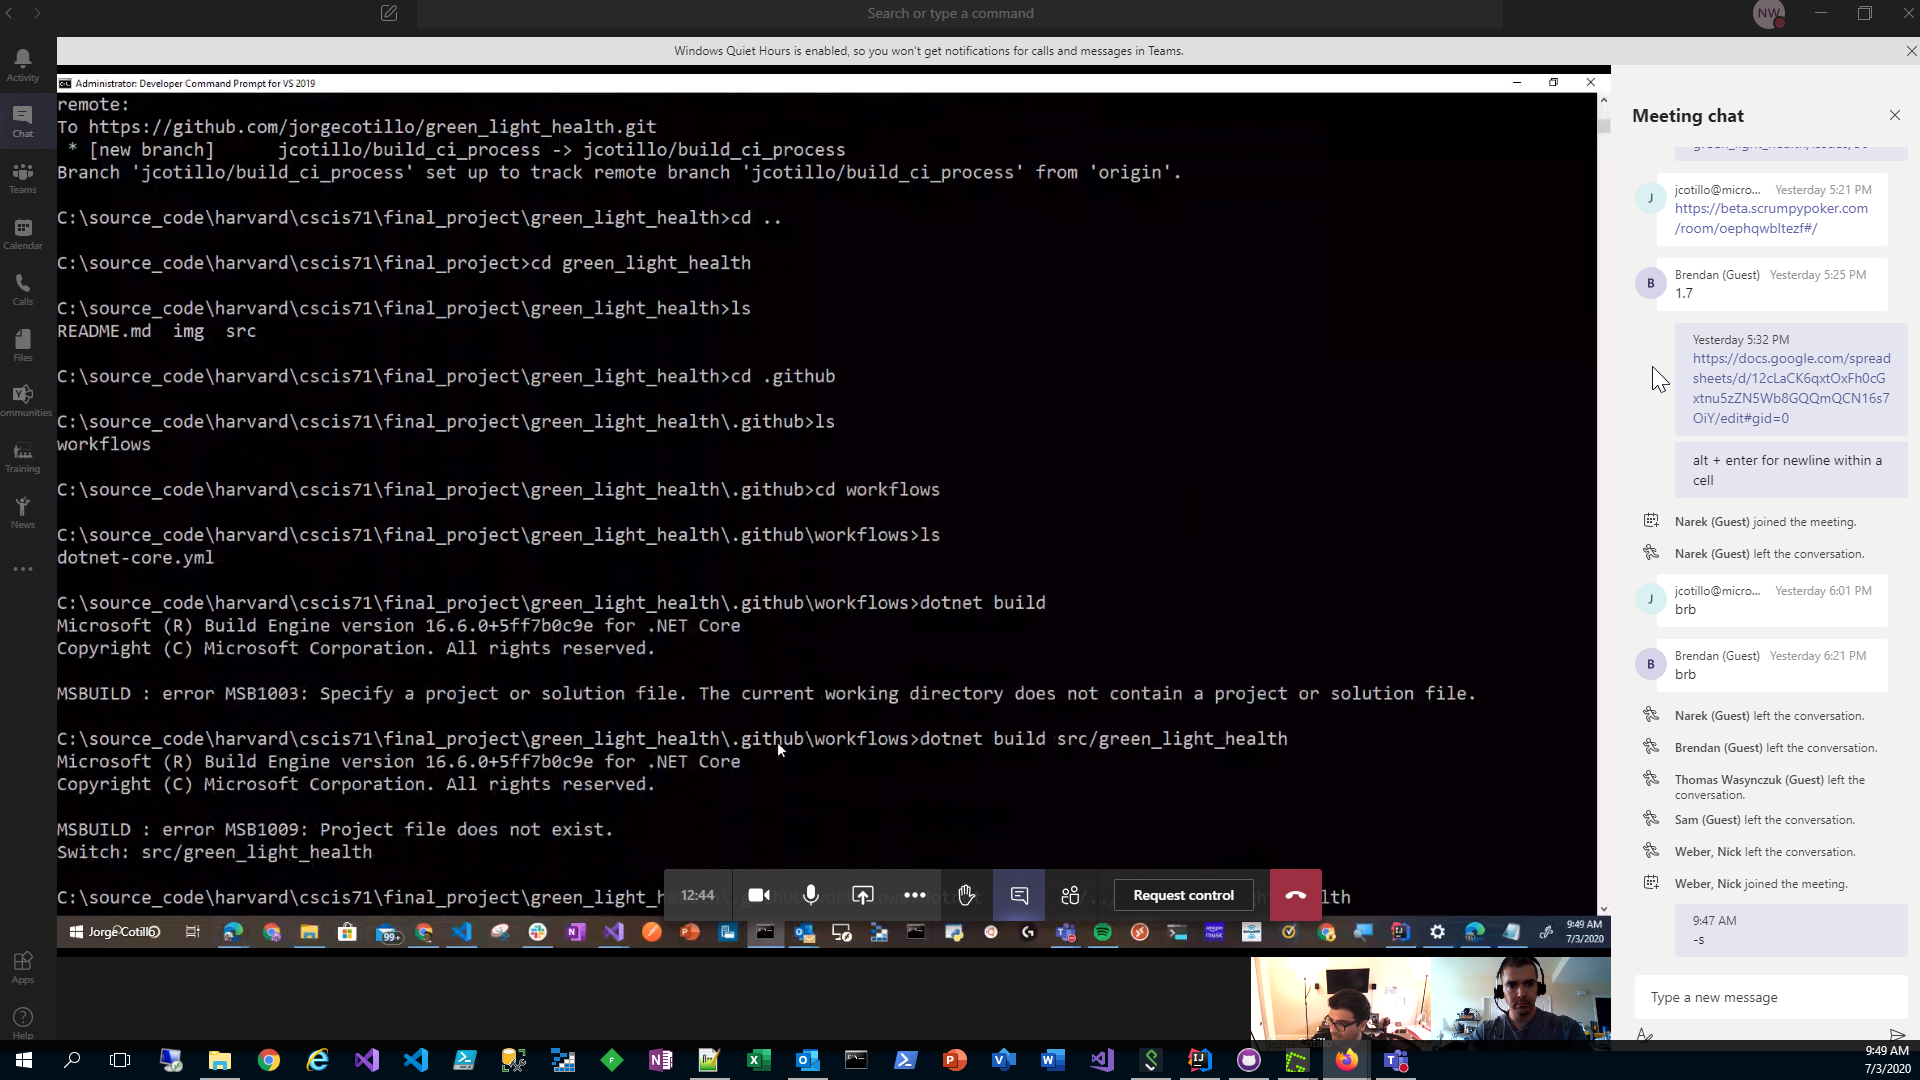 Search or type a command
NW
Windows Quiet Hours is enabled, so you won't get notifications for calls and messages in Teams.
Activity
Chat
Teams
Calendar
Calls
Files
ommunities
Training
News
Apps
Help
Administrator: Developer Command Prompt for VS 2019
remote:
To https://github.com/jorgecotillo/green_light_health.git
* [new branch]      jcotillo/build_ci_process -> jcotillo/build_ci_process
Branch 'jcotillo/build_ci_process' set up to track remote branch 'jcotillo/build_ci_process' from 'origin'.
C:\source_code\harvard\cscis71\final_project\green_light_health>cd ..
C:\source_code\harvard\cscis71\final_project>cd green_light_health
C:\source_code\harvard\cscis71\final_project\green_light_health>ls
README.md  img  src
C:\source_code\harvard\cscis71\final_project\green_light_health>cd .github
C:\source_code\harvard\cscis71\final_project\green_light_health\.github>ls
workflows
C:\source_code\harvard\cscis71\final_project\green_light_health\.github>cd workflows
C:\source_code\harvard\cscis71\final_project\green_light_health\.github\workflows>ls
dotnet-core.yml
C:\source_code\harvard\cscis71\final_project\green_light_health\.github\workflows>dotnet build
Microsoft (R) Build Engine version 16.6.0+5ff7b0c9e for .NET Core
Copyright (C) Microsoft Corporation. All rights reserved.
MSBUILD : error MSB1003: Specify a project or solution file. The current working directory does not contain a project or solution file.
C:\source_code\harvard\cscis71\final_project\green_light_health\.github\workflows>dotnet build src/green_light_health
Microsoft (R) Build Engine version 16.6.0+5ff7b0c9e for .NET Core
Copyright (C) Microsoft Corporation. All rights reserved.
MSBUILD : error MSB1009: Project file does not exist.
Switch: src/green_light_health
C:\source_code\harvard\cscis71\final_project\green_light_h
12:44
Request control
lth
Jorge Cotillo
99+
9:49 AM
7/3/2020
Meeting chat
jcotillo@micro... Yesterday 5:21 PM
https://beta.scrumpypoker.com
/room/oephqwbltezf#/
B
Brendan (Guest) Yesterday 5:25 PM
1.7
Yesterday 5:32 PM
https://docs.google.com/spread
sheets/d/12cLaCK6qxtOxFh0cG
xtnu5zZN5Wb8GQQmQCN16s7
OiY/edit#gid=0
alt + enter for newline within a
cell
Narek (Guest) joined the meeting.
Narek (Guest) left the conversation.
J
jcotillo@micro... Yesterday 6:01 PM
brb
B
Brendan (Guest) Yesterday 6:21 PM
brb
Narek (Guest) left the conversation.
Brendan (Guest) left the conversation.
Thomas Wasynczuk (Guest) left the
conversation.
Sam (Guest) left the conversation.
Weber, Nick left the conversation.
Weber, Nick joined the meeting.
9:47 AM
-s
Type a new message
9:49 AM
7/3/2020